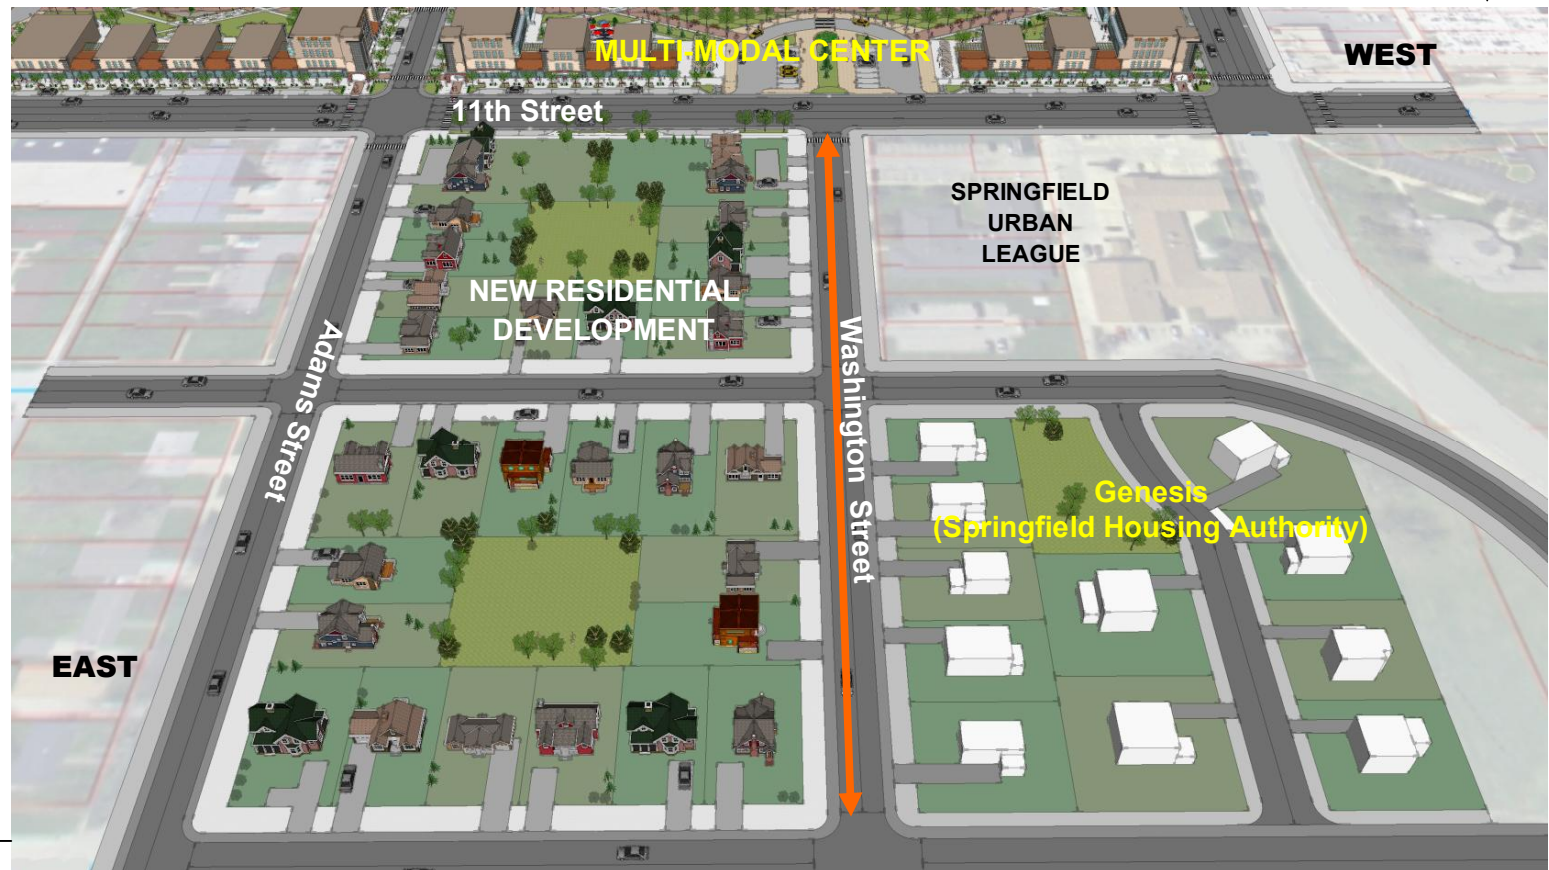 MULTI-MODAL CENTER
WEST
11th Street
SPRINGFIELD
URBAN
LEAGUE
NEW RESIDENTIAL
DEVELOPMENT
Adams Street
Washington Street
Genesis
(Springfield Housing Authority)
EAST